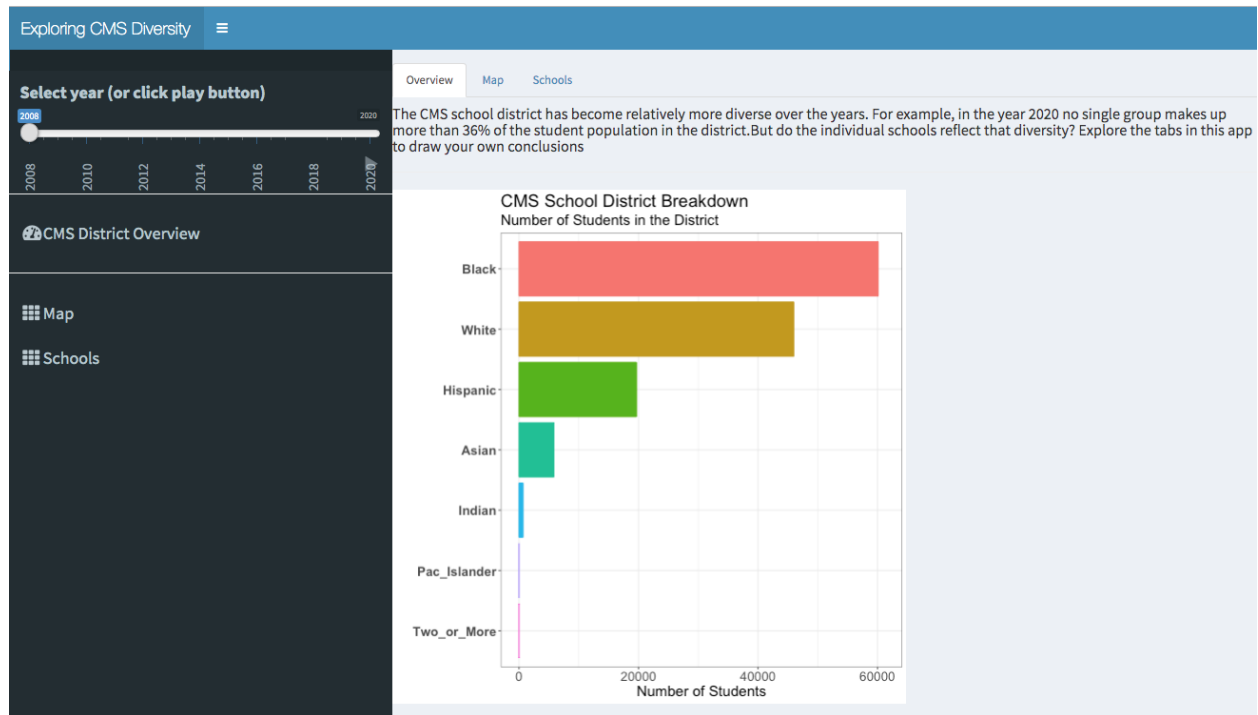 Exploring CMS Diversity
Select year (or click play button)
2008 2020
2008 2010 2012 2014 2016 2018 2020
CMS District Overview
Map
Schools
Overview Map Schools
The CMS school district has become relatively more diverse over the years. For example, in the year 2020 no single group makes up
more than 36% of the student population in the district.But do the individual schools reflect that diversity? Explore the tabs in this app
to draw your own conclusions
CMS School District Breakdown
Number of Students in the District
Black
White
Hispanic
Asian
Indian
Pac_Islander
Two_or_More
0 20000 40000 60000
Number of Students